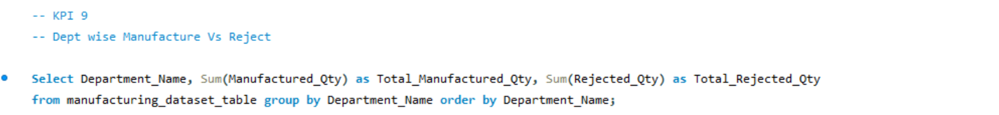 -- KPI 9
-- Dept wise Manufacture Vs Reject
Select Department_Name, Sum(Manufactured_Qty) as Total_Manufactured_Qty, Sum(Rejected_Qty) as Total_Rejected_Qty
from manufacturing_dataset_table group by Department_Name order by Department_Name;